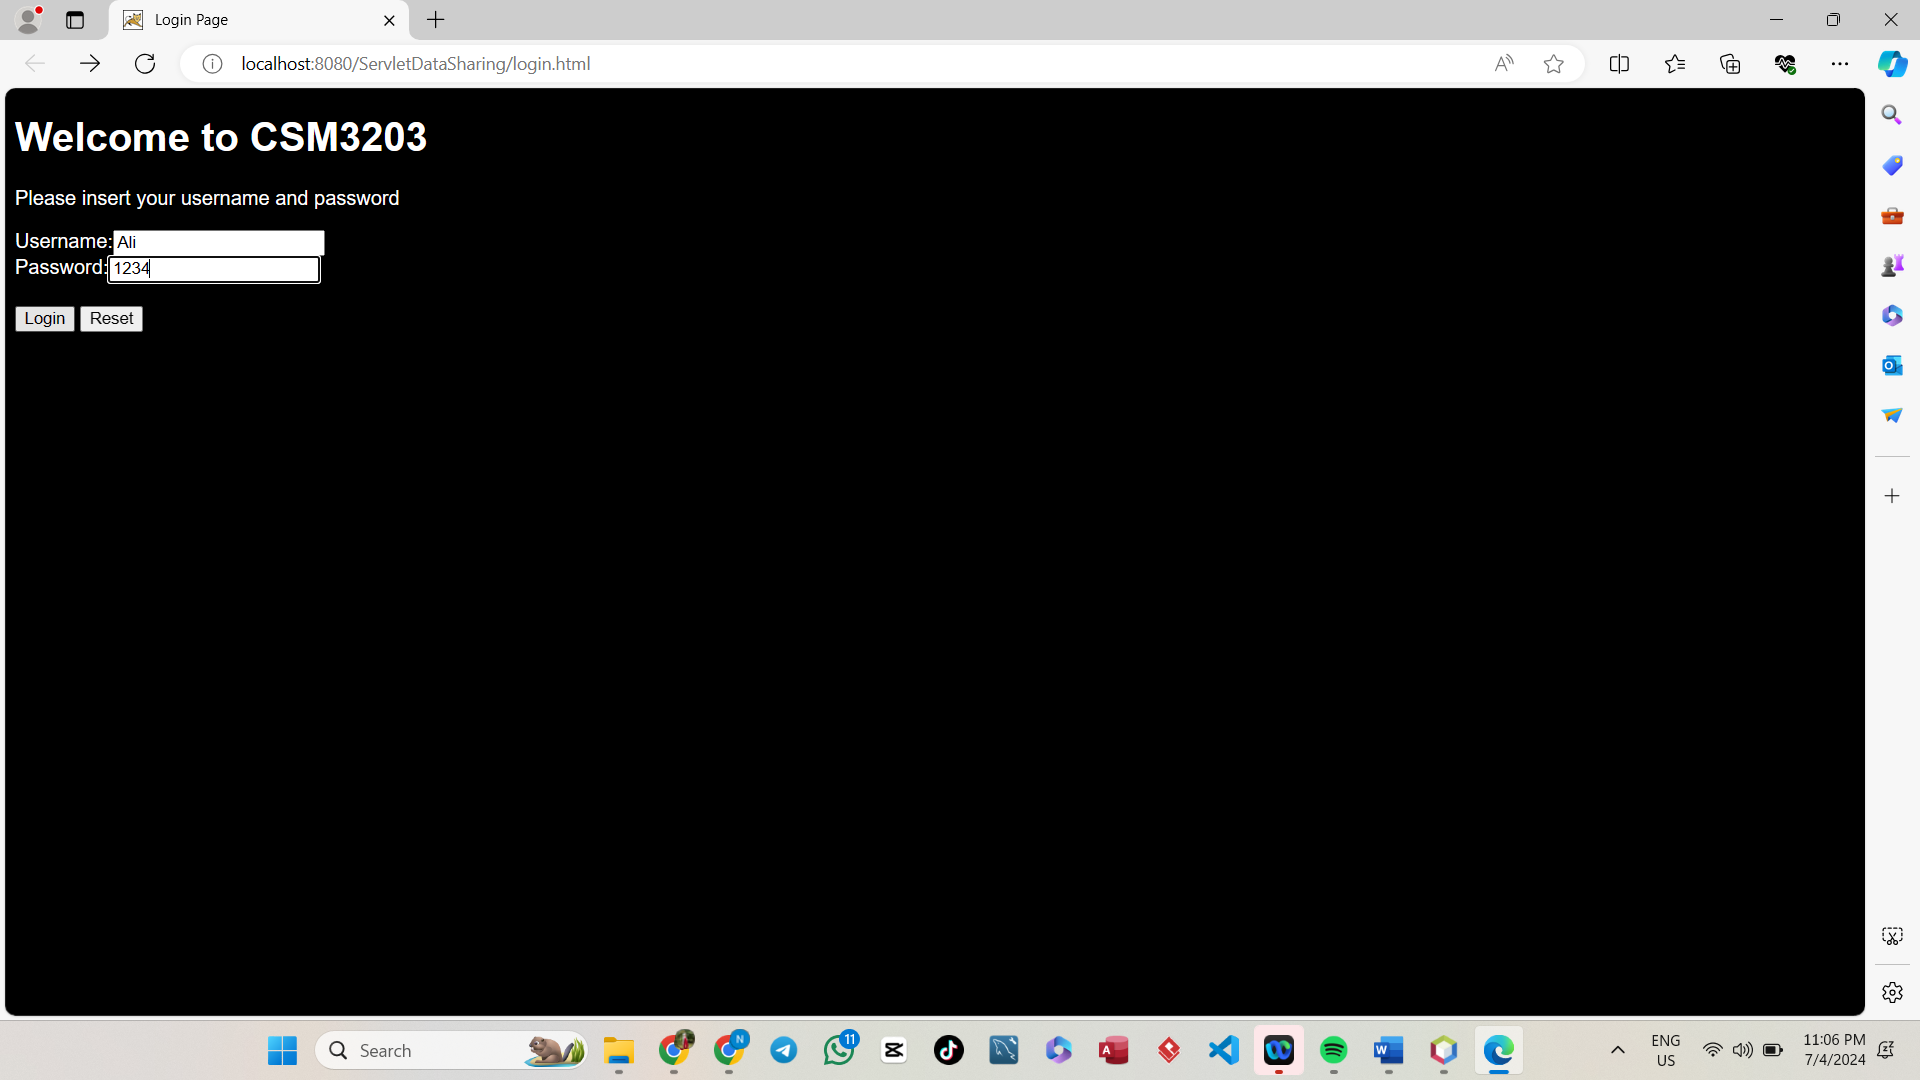 Login Page
localhost:8080/ServletDataSharing/login.html
Welcome to CSM3203
Please insert your username and password
Username: Ali
Password: 1234
Login Reset
Search
N
11
ENG
US
11:06 PM
7/4/2024